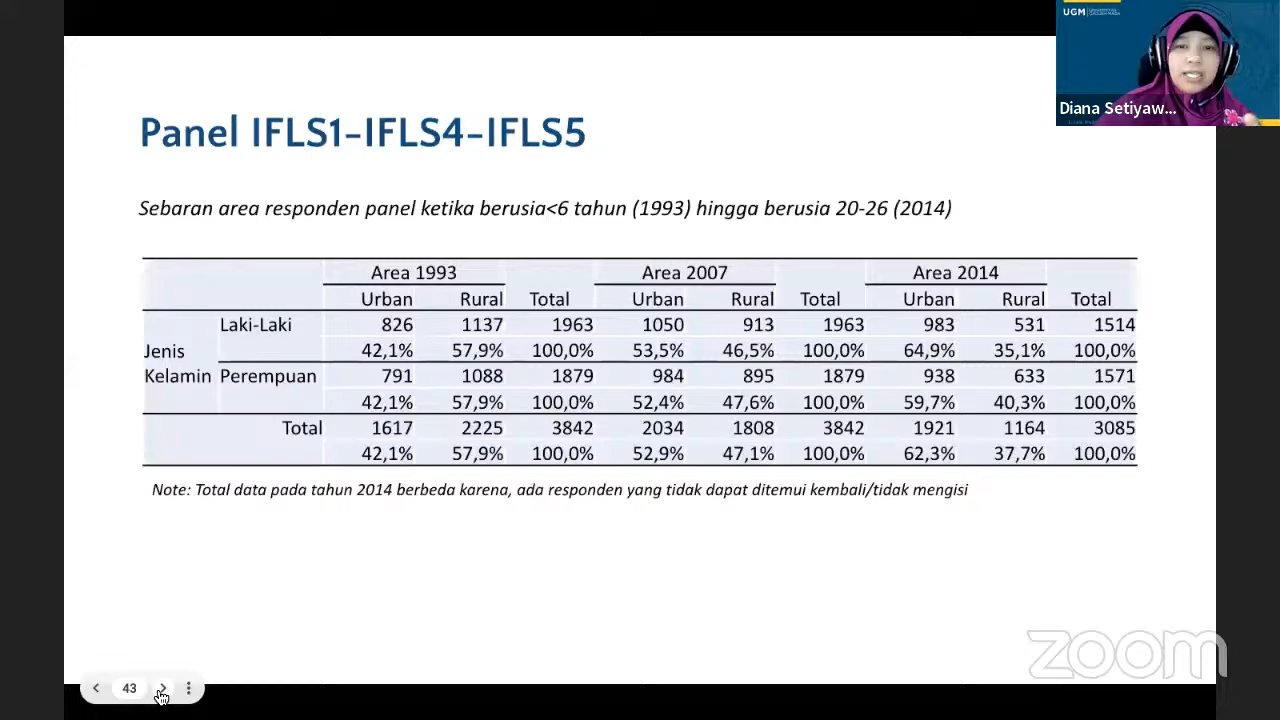 UGM
Diana Setiyaw...
Panel IFLS1-IFLS4-IFLS5
Sebaran area responden panel ketika berusia<6 tahun (1993) hingga berusia 20-26 (2014)
Area 1993 Area 2007 Area 2014
Urban Rural Total Urban Rural Total Urban Rural Total
Laki-Laki 826 1137 1963 1050 913 1963 983 531 1514
Jenis 42,1% 57,9% 100,0% 53,5% 46,5% 100,0% 64,9% 35,1% 100,0%
Kelamin Perempuan 791 1088 1879 984 895 1879 938 633 1571
42,1% 57,9% 100,0% 52,4% 47,6% 100,0% 59,7% 40,3% 100,0%
Total 1617 2225 3842 2034 1808 3842 1921 1164 3085
42,1% 57,9% 100,0% 52,9% 47,1% 100,0% 62,3% 37,7% 100,0%
Note: Total data pada tahun 2014 berbeda karena, ada responden yang tidak dapat ditemui kembali/tidak mengisi
zoom
43